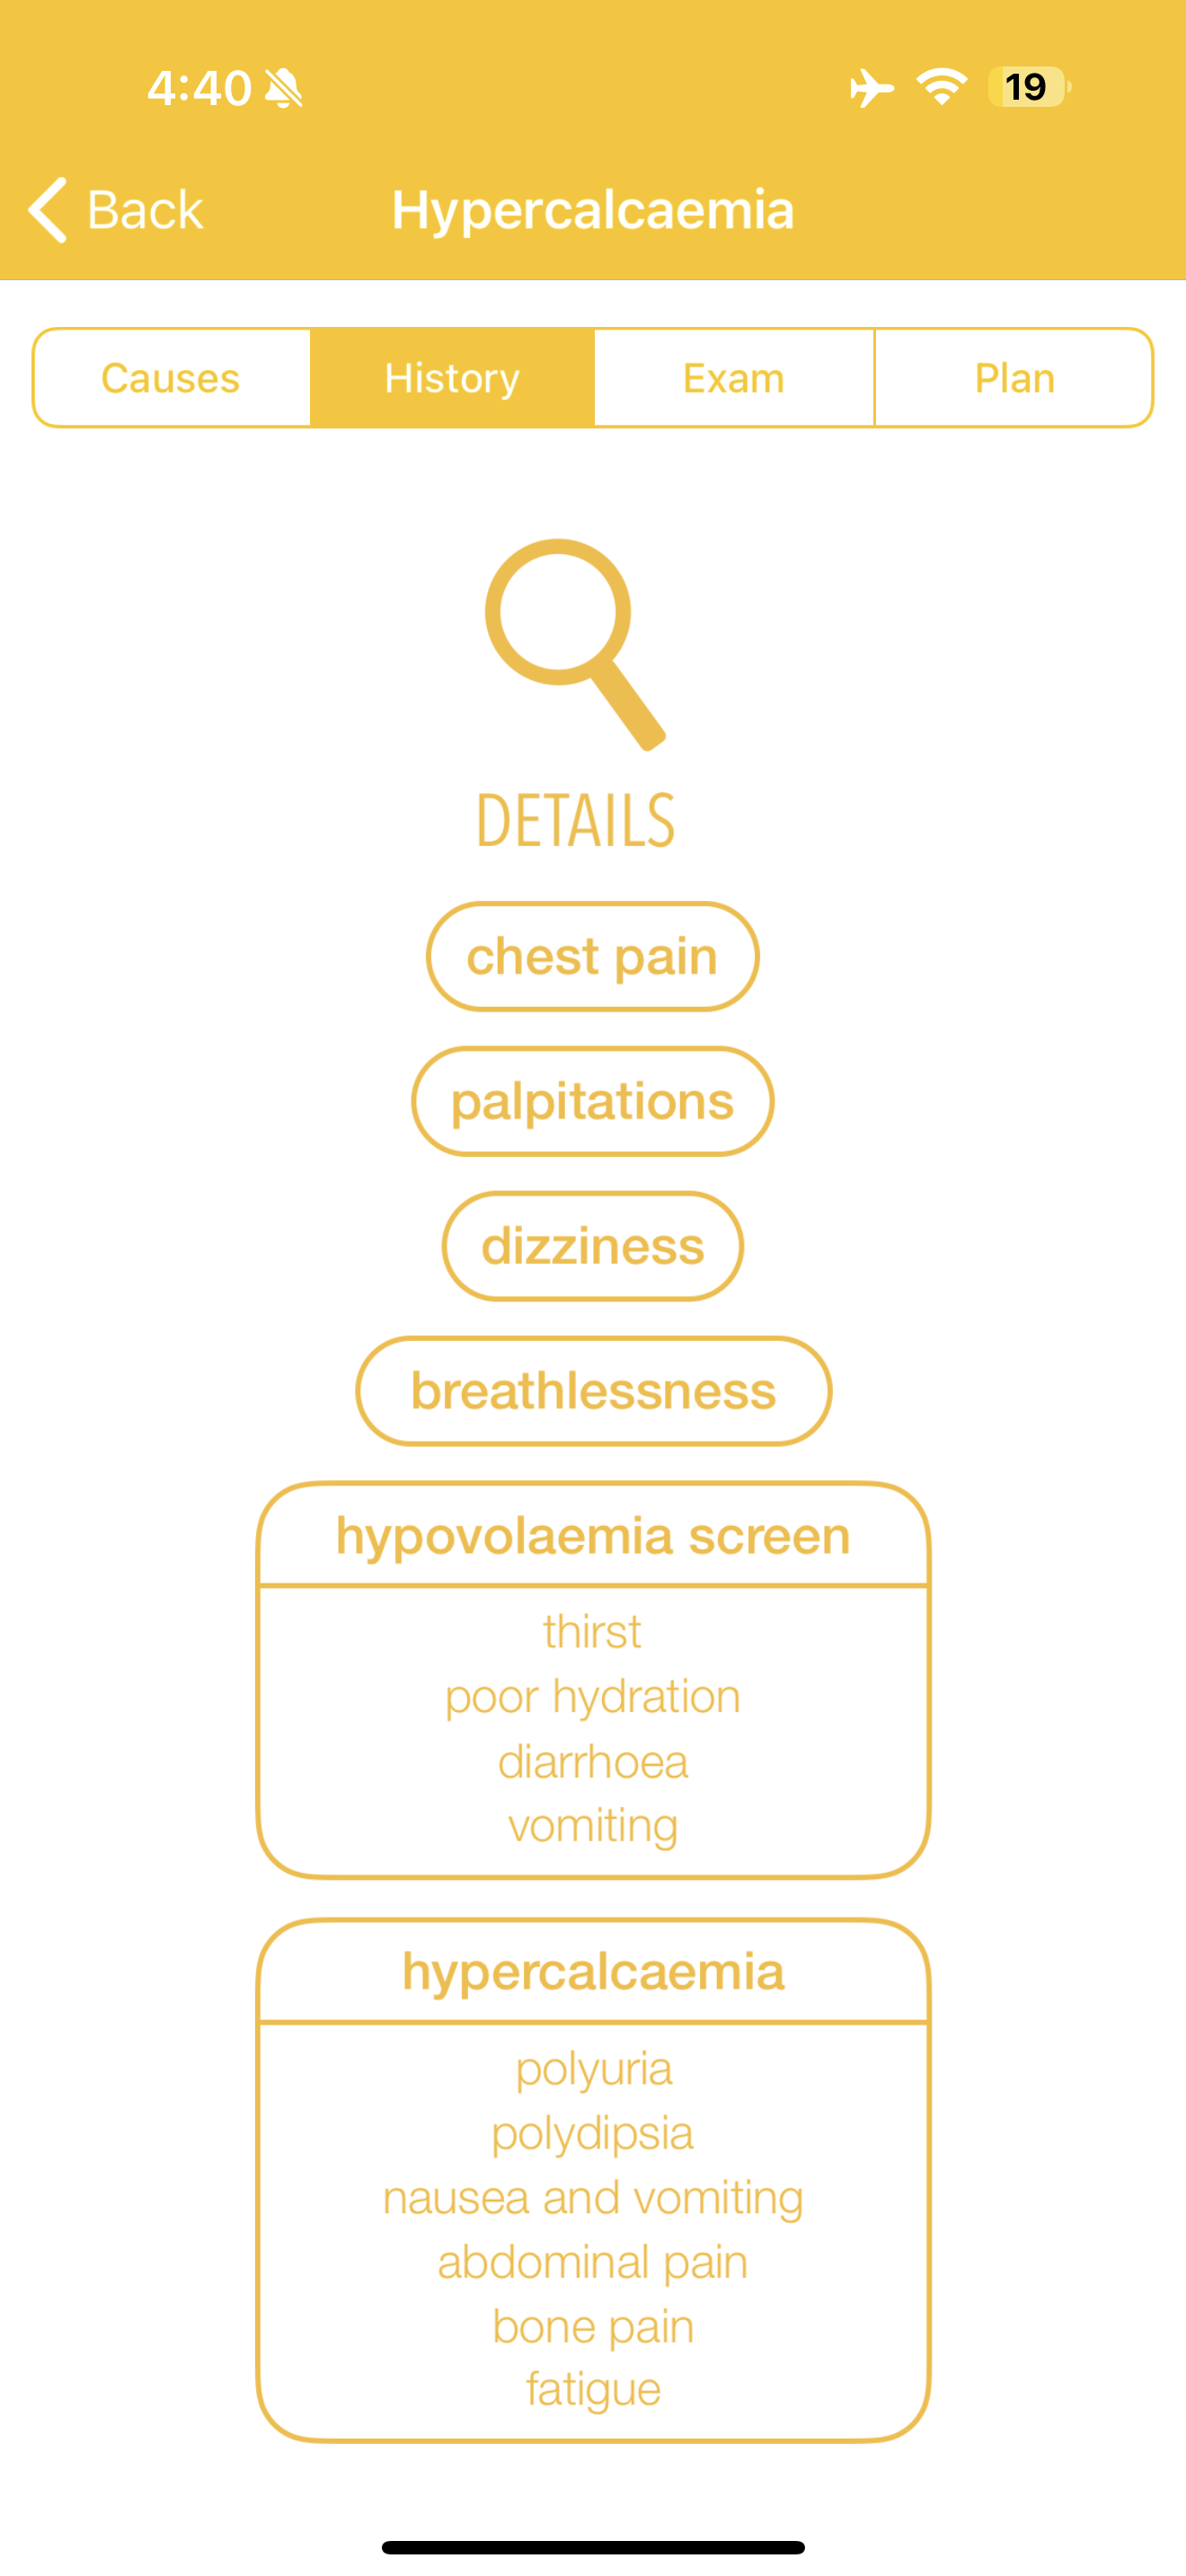 4:40
19
Back
Hypercalcaemia
Causes
History
Exam
Plan
DETAILS
chest pain
palpitations
dizziness
breathlessness
hypovolaemia screen
thirst
poor hydration
diarrhoea
vomiting
hypercalcaemia
polyuria
polydipsia
nausea and vomiting
abdominal pain
bone pain
fatigue